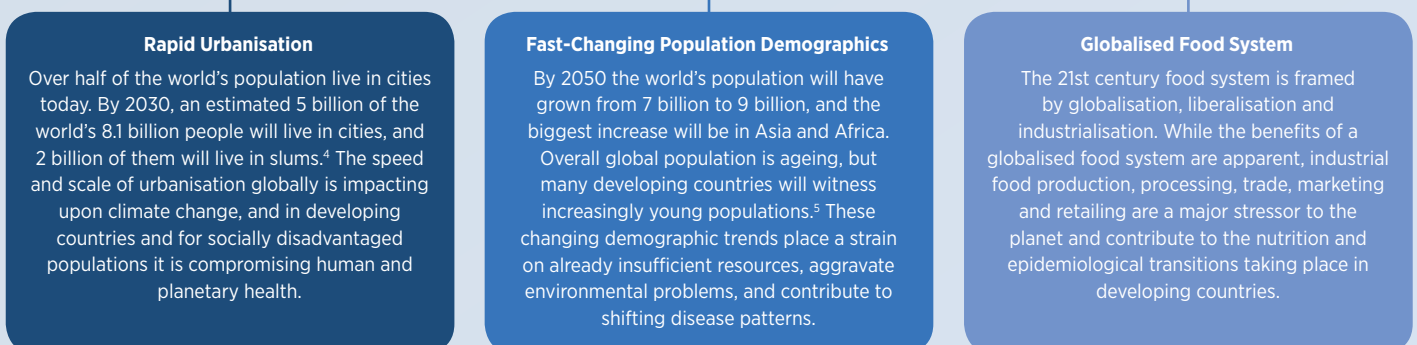 Rapid Urbanisation
Over half of the world’s population live in cities
today. By 2030, an estimated 5 billion of the
world’s 8.1 billion people will live in cities, and
2 billion of them will live in slums.⁴ The speed
and scale of urbanisation globally is impacting
upon climate change, and in developing
countries and for socially disadvantaged
populations it is compromising human and
planetary health.
Fast-Changing Population Demographics
By 2050 the world’s population will have
grown from 7 billion to 9 billion, and the
biggest increase will be in Asia and Africa.
Overall global population is ageing, but
many developing countries will witness
increasingly young populations.⁵ These
changing demographic trends place a strain
on already insufficient resources, aggravate
environmental problems, and contribute to
shifting disease patterns.
Globalised Food System
The 21st century food system is framed
by globalisation, liberalisation and
industrialisation. While the benefits of a
globalised food system are apparent, industrial
food production, processing, trade, marketing
and retailing are a major stressor to the
planet and contribute to the nutrition and
epidemiological transitions taking place in
developing countries.